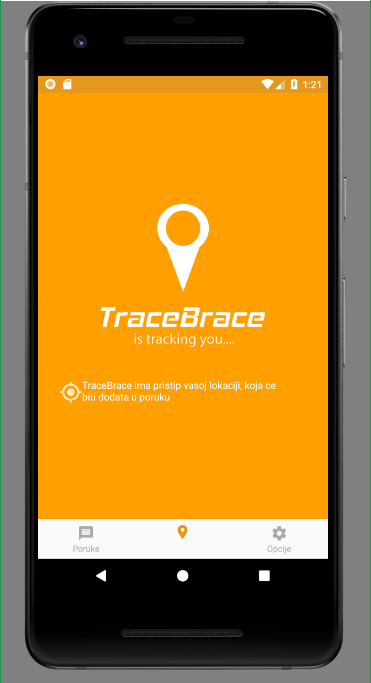 1:21
TraceBrace
is tracking you....
TraceBrace ima pristip vasoj lokaciji, koja ce
biti dodata u poruku
Poruke
Opcije